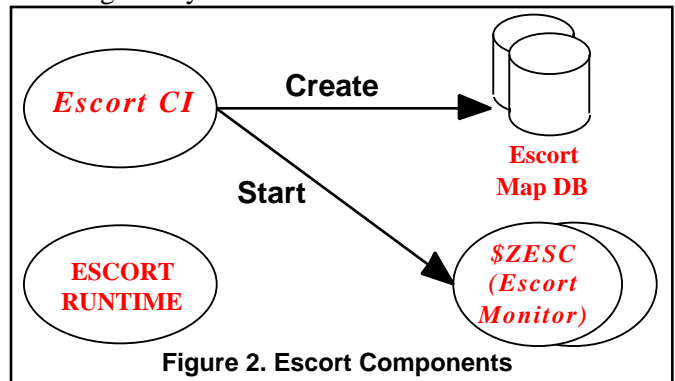 Escort CI
Create
Escort
Map DB
Start
ESCORT
RUNTIME
$ZESC
(Escort
Monitor)
Figure 2. Escort Components